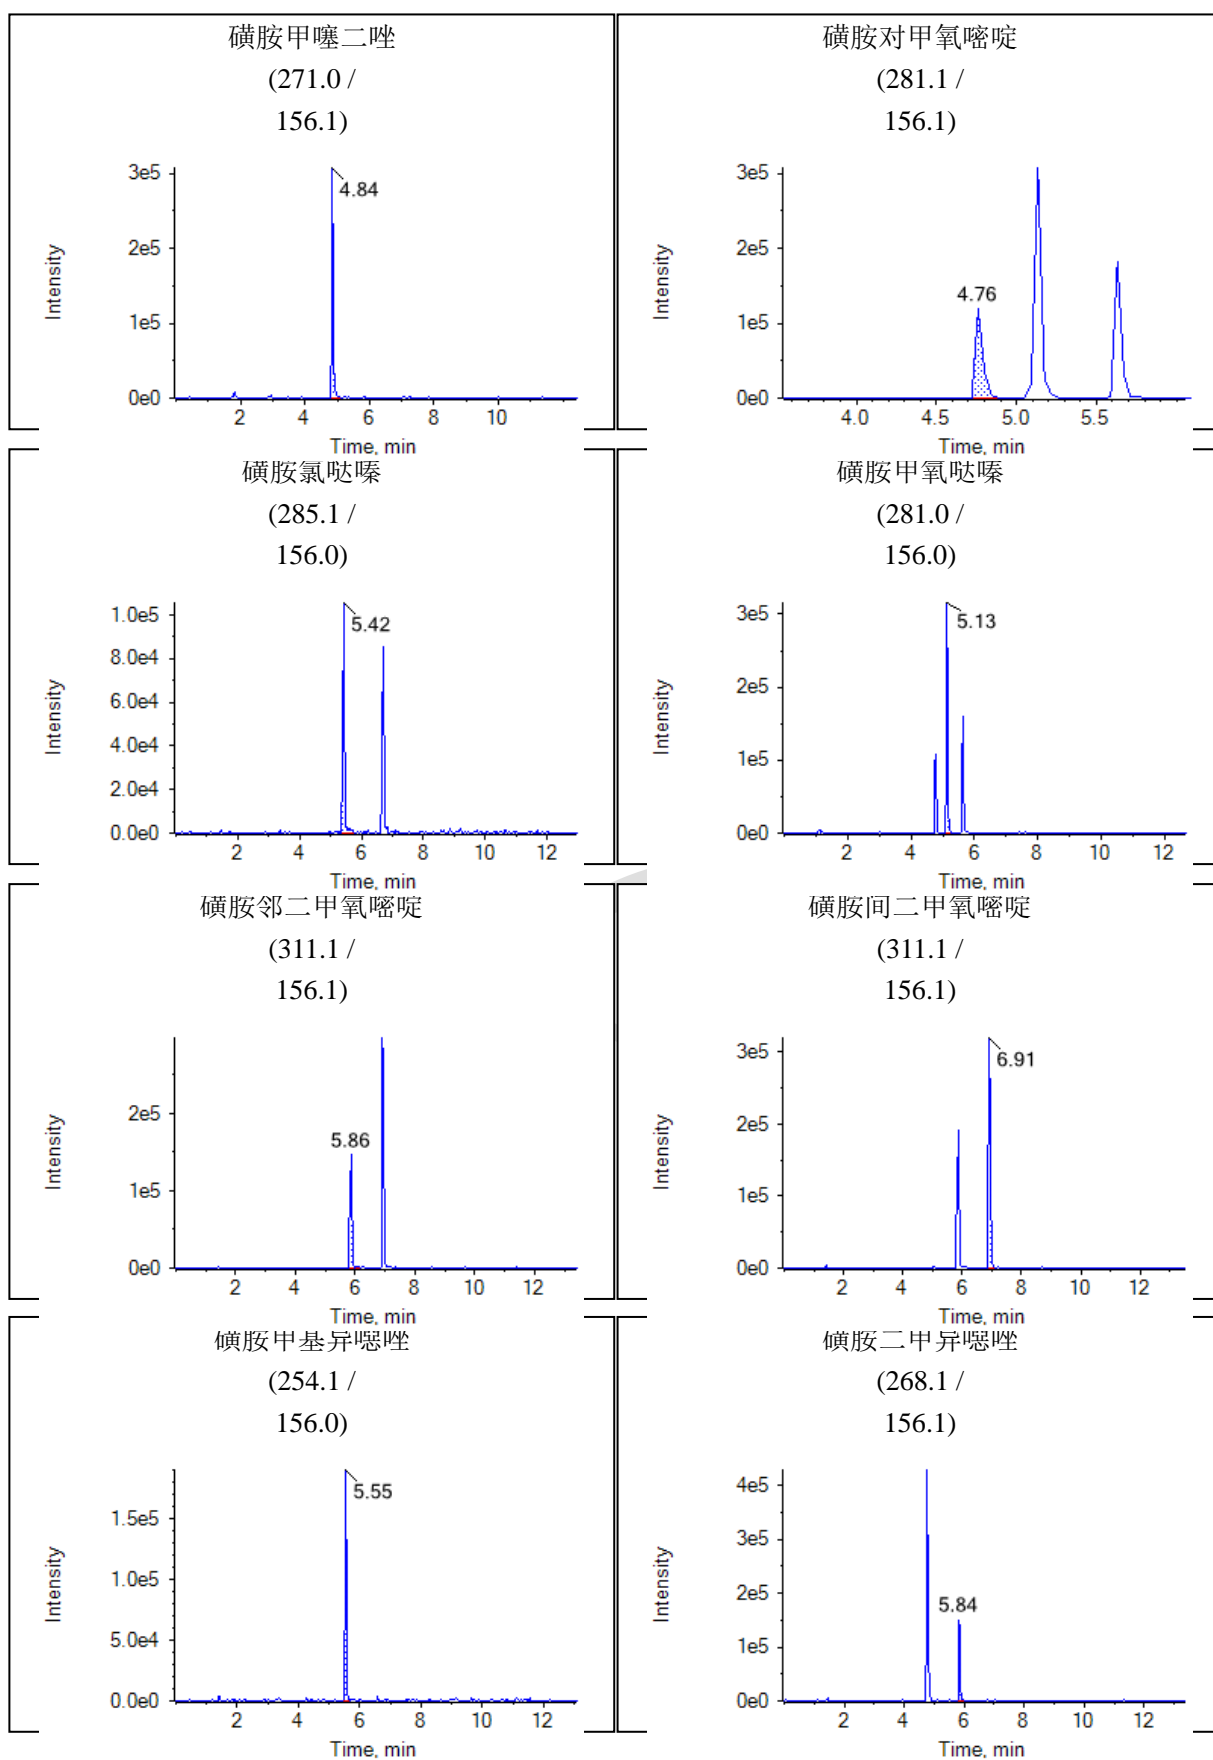 磺胺甲噻二唑
(271.0 /
156.1)
3e5
2e5
1e5
0e0
Intensity
4.84
2 4 6 8 10
Time, min
磺胺对甲氧嘧啶
(281.1 /
156.1)
3e5
2e5
1e5
0e0
Intensity
4.76
4.0 4.5 5.0 5.5
Time, min
磺胺氯哒嗪
(285.1 /
156.0)
1.0e5
8.0e4
6.0e4
4.0e4
2.0e4
0.0e0
Intensity
5.42
2 4 6 8 10 12
Time, min
磺胺甲氧哒嗪
(281.0 /
156.0)
3e5
2e5
1e5
0e0
Intensity
5.13
2 4 6 8 10 12
Time, min
磺胺邻二甲氧嘧啶
(311.1 /
156.1)
2e5
1e5
0e0
Intensity
5.86
2 4 6 8 10 12
Time, min
磺胺间二甲氧嘧啶
(311.1 /
156.1)
3e5
2e5
1e5
0e0
Intensity
6.91
2 4 6 8 10 12
Time, min
磺胺甲基异噁唑
(254.1 /
156.0)
1.5e5
1.0e5
5.0e4
0.0e0
Intensity
5.55
2 4 6 8 10 12
Time, min
磺胺二甲异噁唑
(268.1 /
156.1)
4e5
3e5
2e5
1e5
0e0
Intensity
5.84
2 4 6 8 10 12
Time, min